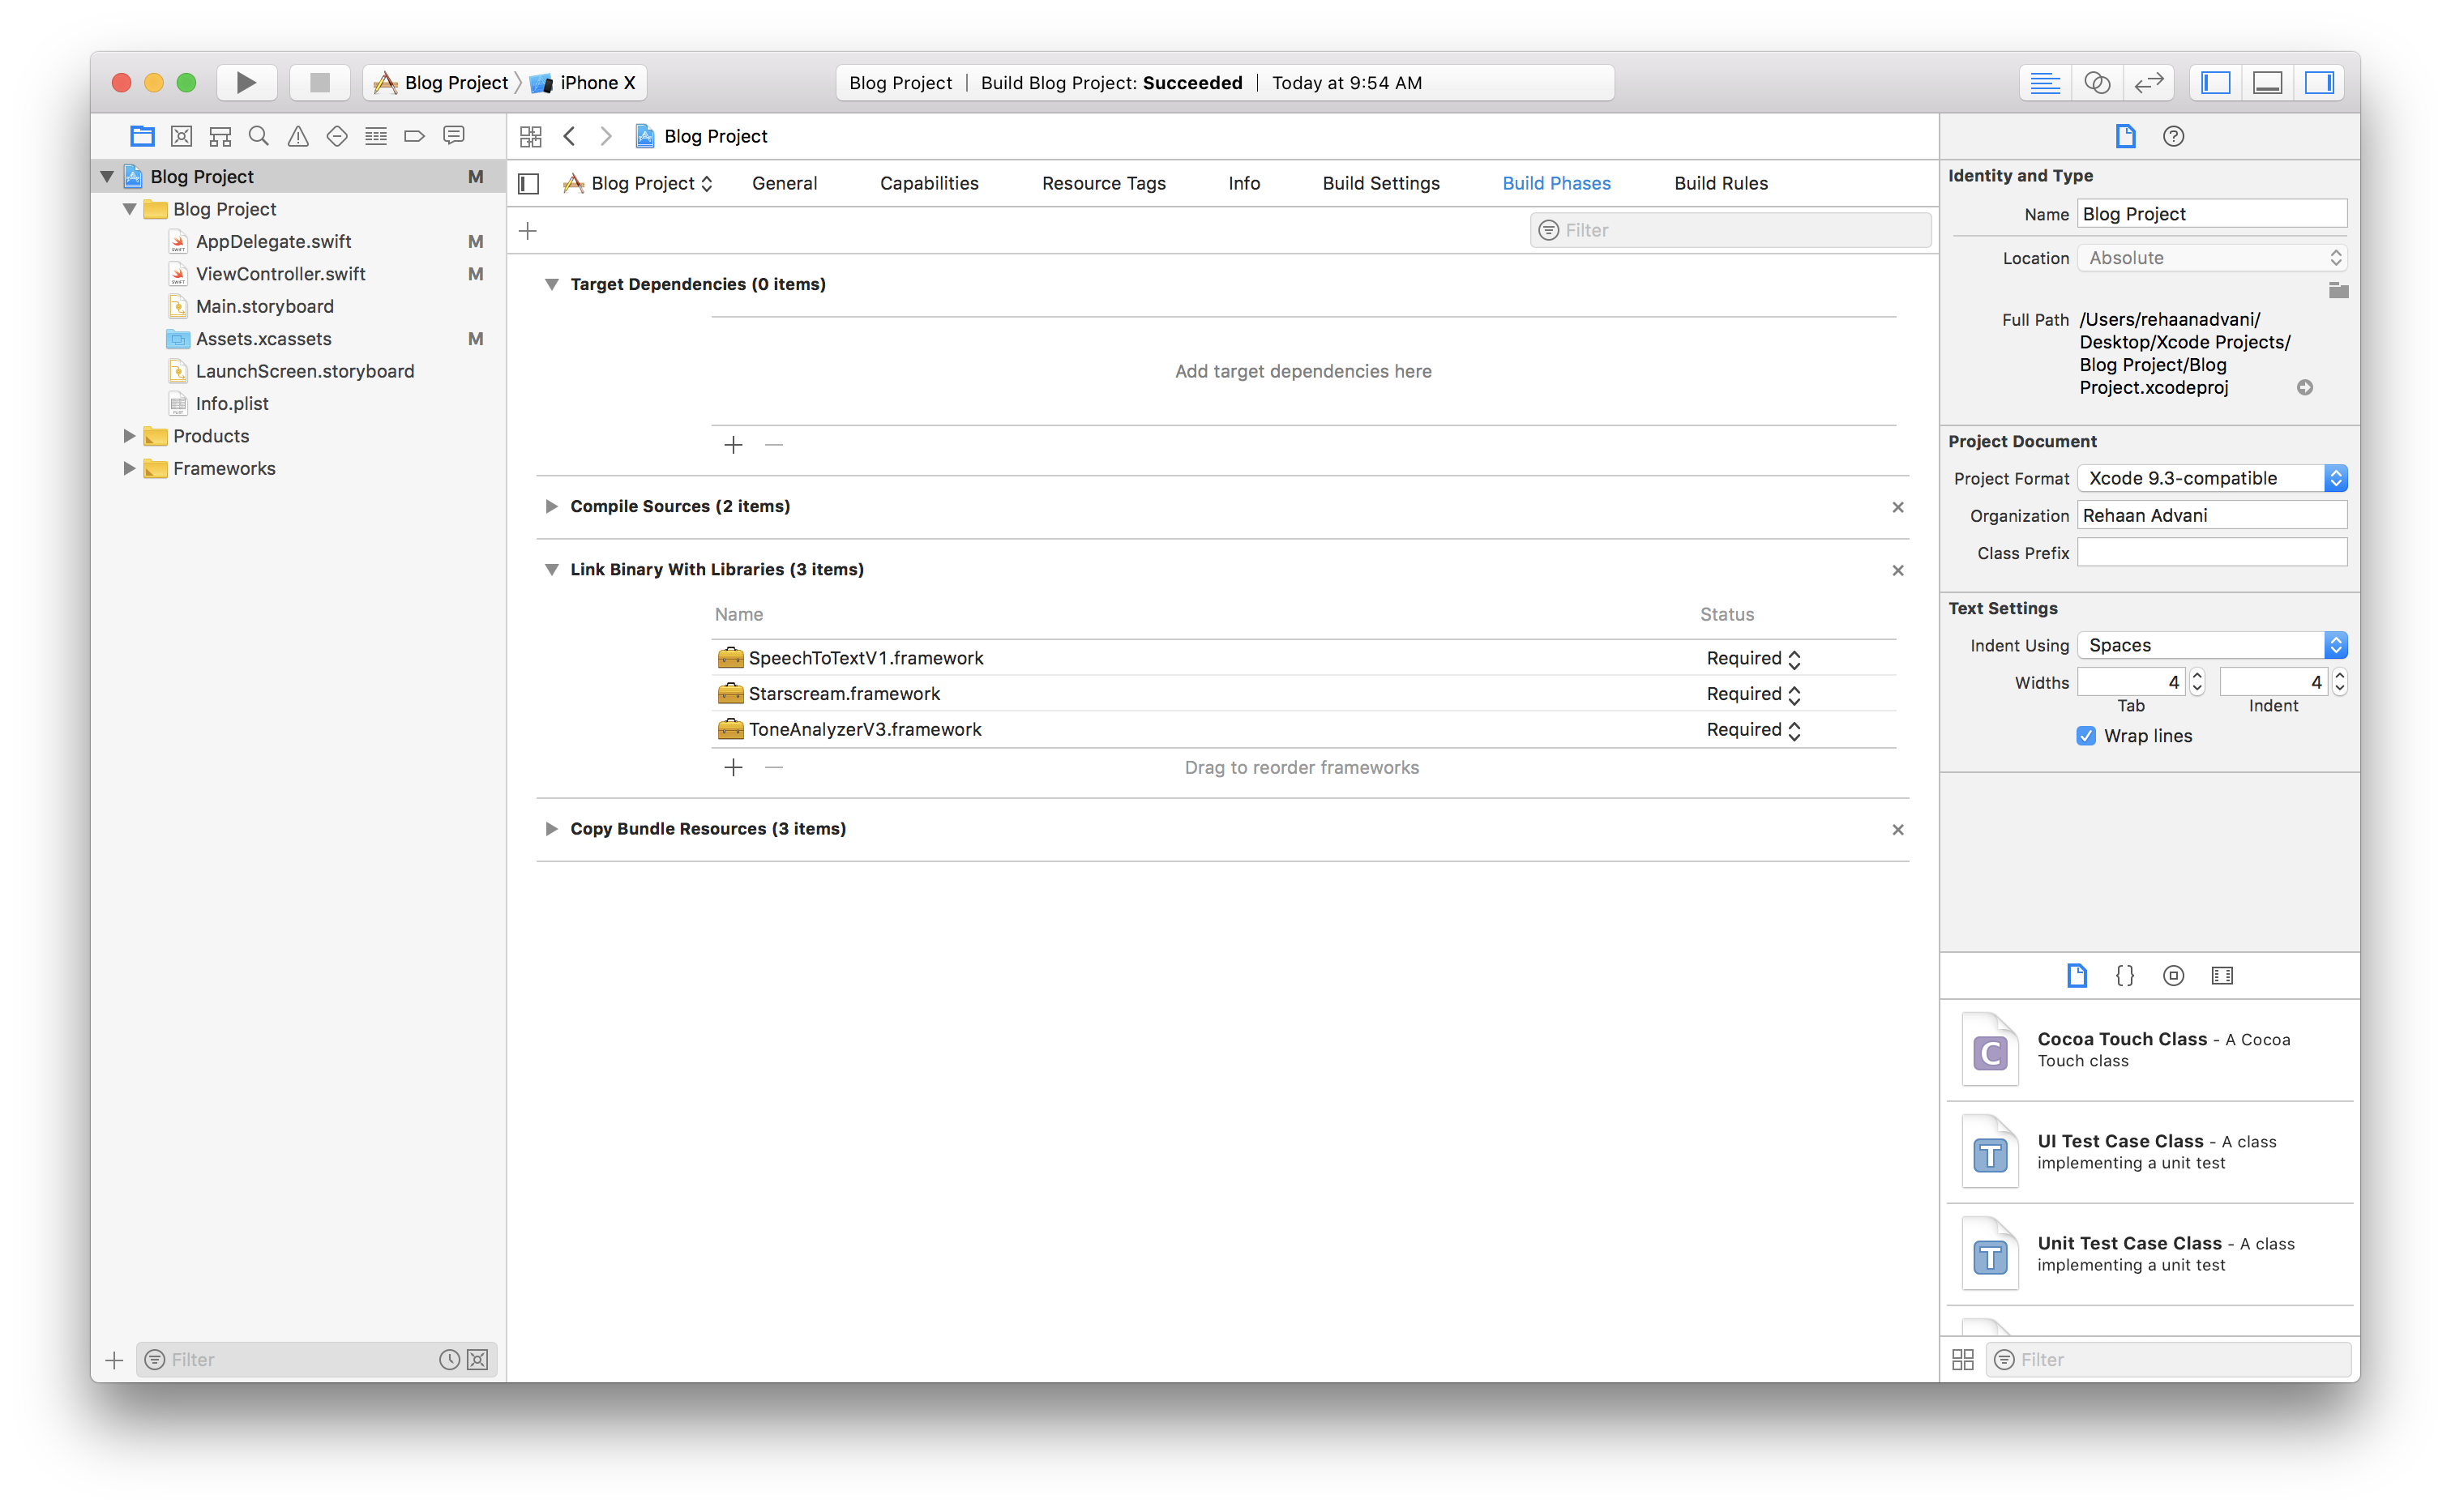 Blog Project iPhone X
Blog Project | Build Blog Project: Succeeded | Today at 9:54 AM
Blog Project M
Blog Project
AppDelegate.swift M
ViewController.swift M
Main.storyboard
Assets.xcassets M
LaunchScreen.storyboard
Info.plist
Products
Frameworks
Filter
Blog Project
Blog Project General Capabilities Resource Tags Info Build Settings Build Phases Build Rules
Filter
Target Dependencies (0 items)
Add target dependencies here
Compile Sources (2 items)
Link Binary With Libraries (3 items)
Name Status
SpeechToTextV1.framework Required
Starscream.framework Required
ToneAnalyzerV3.framework Required
Drag to reorder frameworks
Copy Bundle Resources (3 items)
Identity and Type
Name Blog Project
Location Absolute
Full Path /Users/rehaanadvani/
Desktop/Xcode Projects/
Blog Project/Blog
Project.xcodeproj
Project Document
Project Format Xcode 9.3-compatible
Organization Rehaan Advani
Class Prefix
Text Settings
Indent Using Spaces
Widths 4 4
Tab Indent
Wrap lines
{}
C
Cocoa Touch Class - A Cocoa
Touch class
T
UI Test Case Class - A class
implementing a unit test
T
Unit Test Case Class - A class
implementing a unit test
Filter